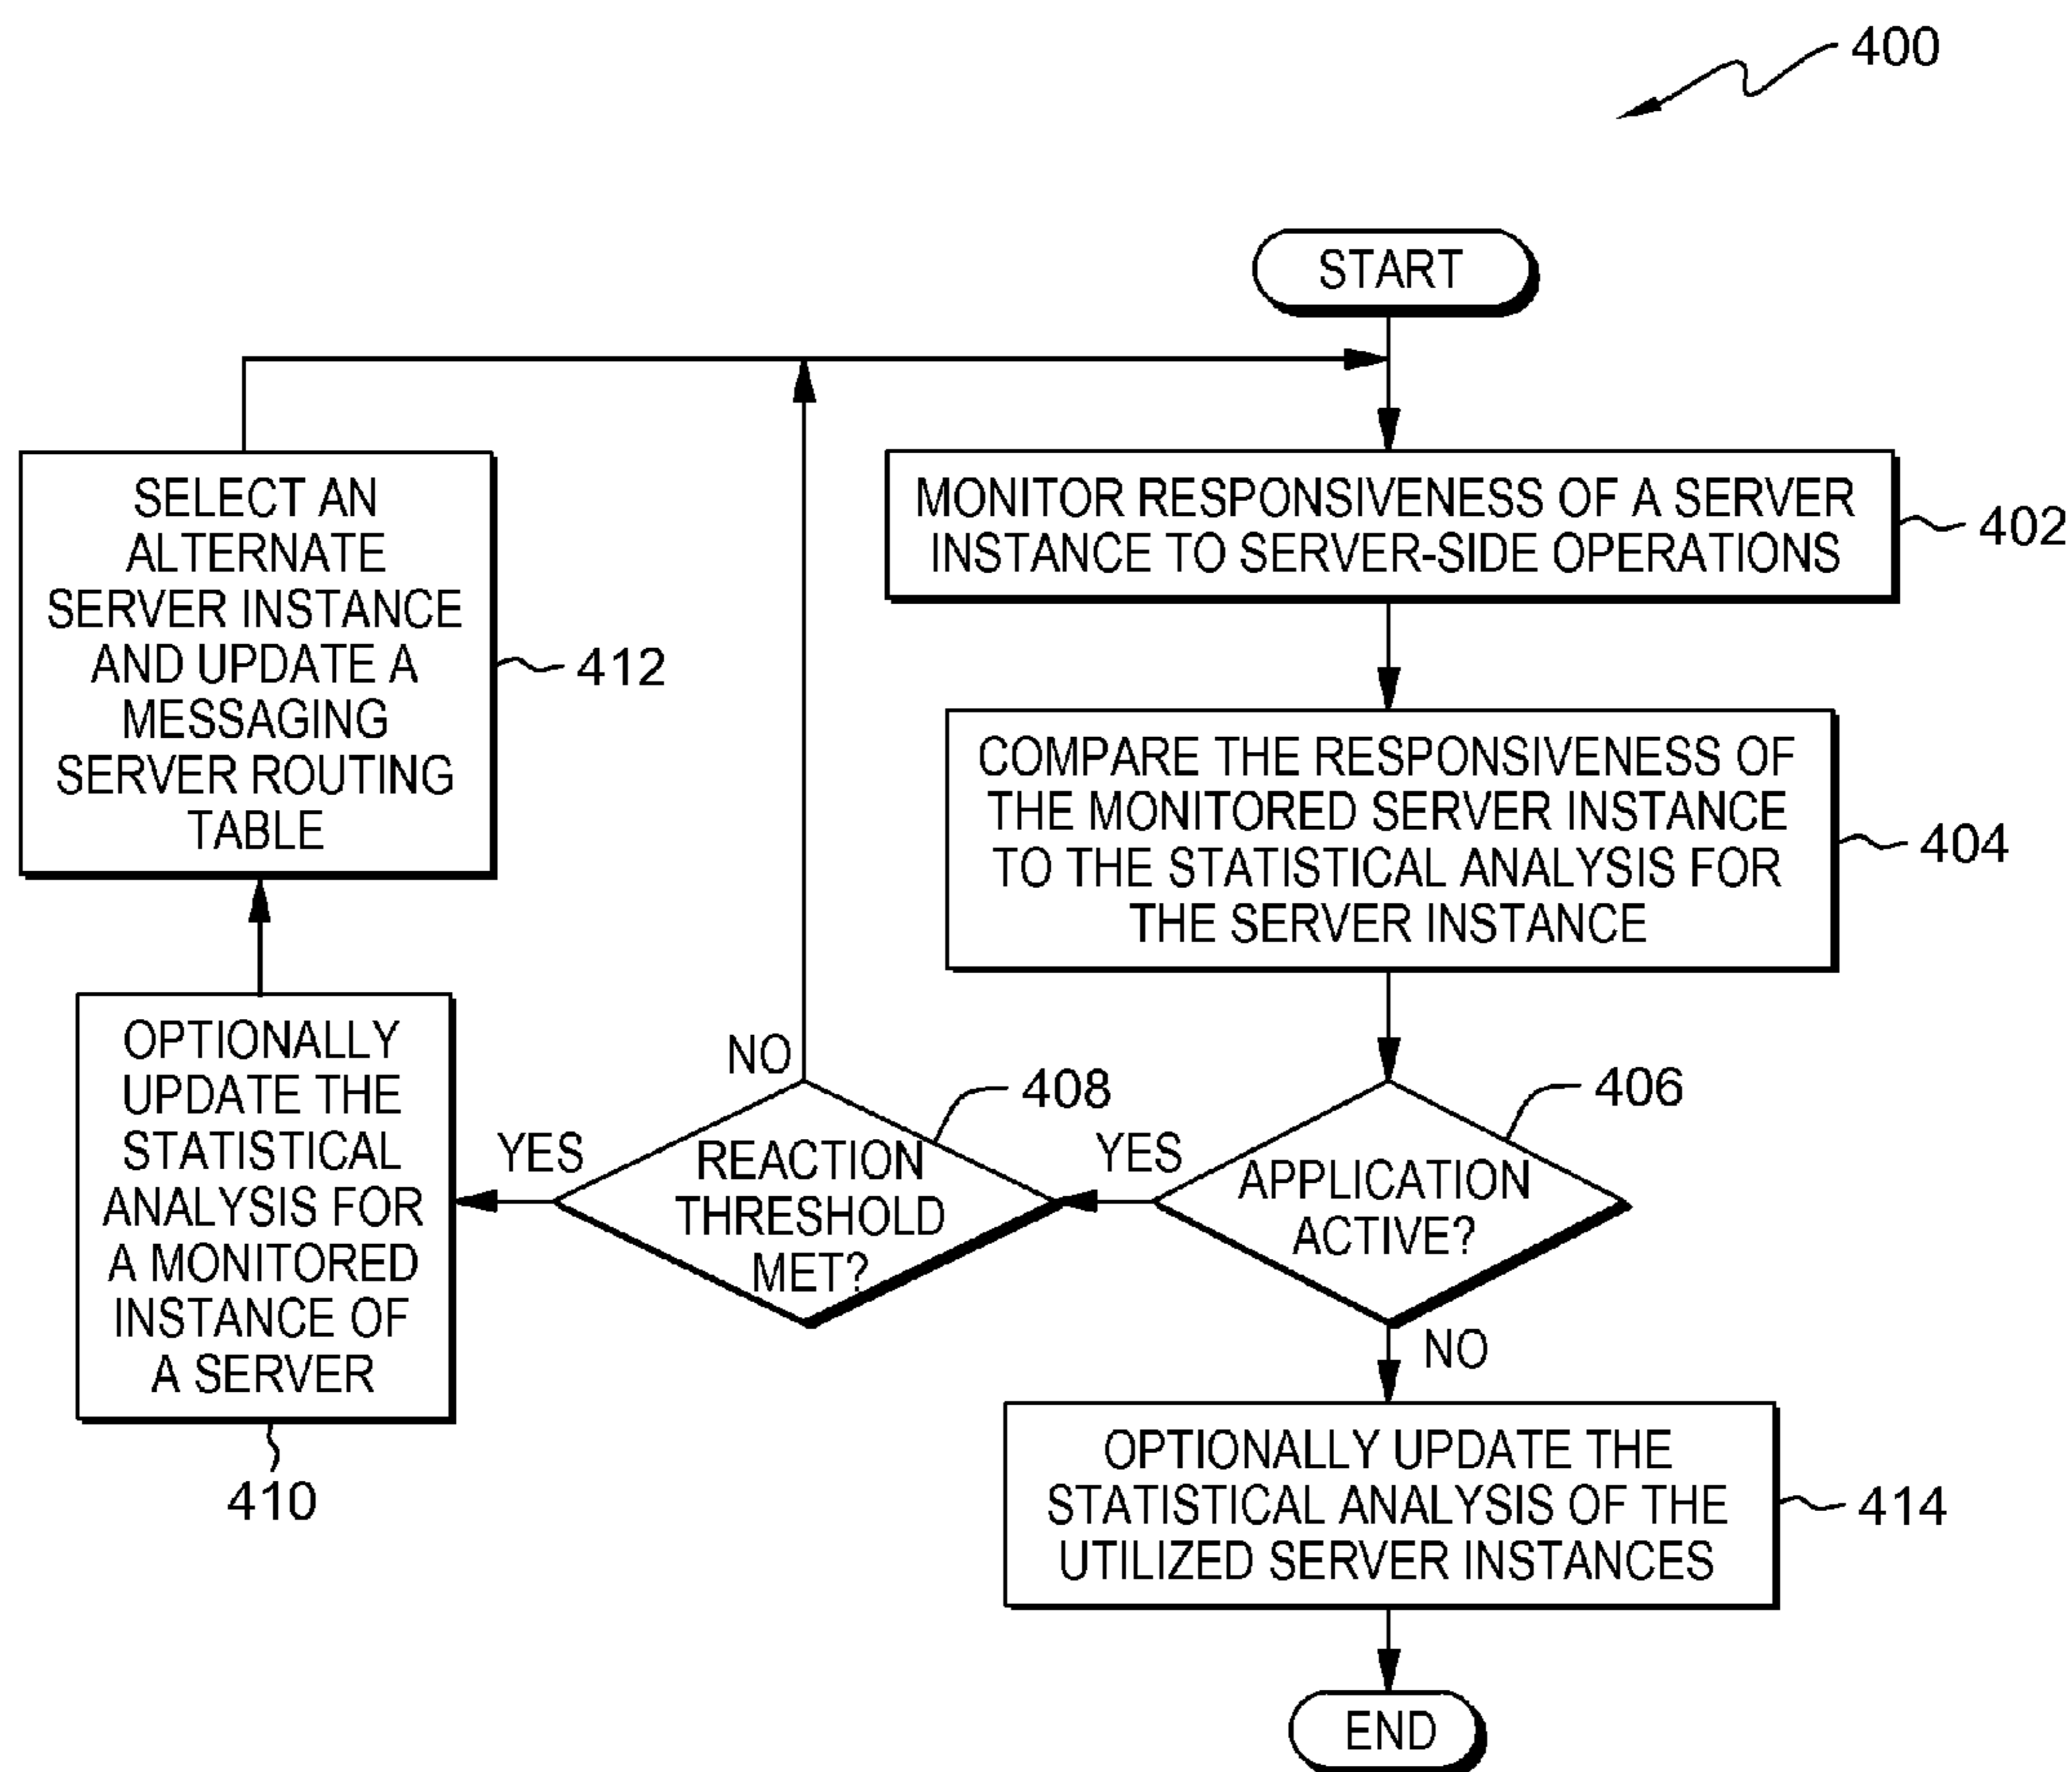 400
START
MONITOR RESPONSIVENESS OF A SERVER
INSTANCE TO SERVER-SIDE OPERATIONS
402
COMPARE THE RESPONSIVENESS OF
THE MONITORED SERVER INSTANCE
TO THE STATISTICAL ANALYSIS FOR
THE SERVER INSTANCE
404
APPLICATION
ACTIVE?
406
YES
NO
REACTION
THRESHOLD
MET?
408
YES
NO
OPTIONALLY
UPDATE THE
STATISTICAL
ANALYSIS FOR
A MONITORED
INSTANCE OF
A SERVER
410
SELECT AN
ALTERNATE
SERVER INSTANCE
AND UPDATE A
MESSAGING
SERVER ROUTING
TABLE
412
OPTIONALLY UPDATE THE
STATISTICAL ANALYSIS OF THE
UTILIZED SERVER INSTANCES
414
END